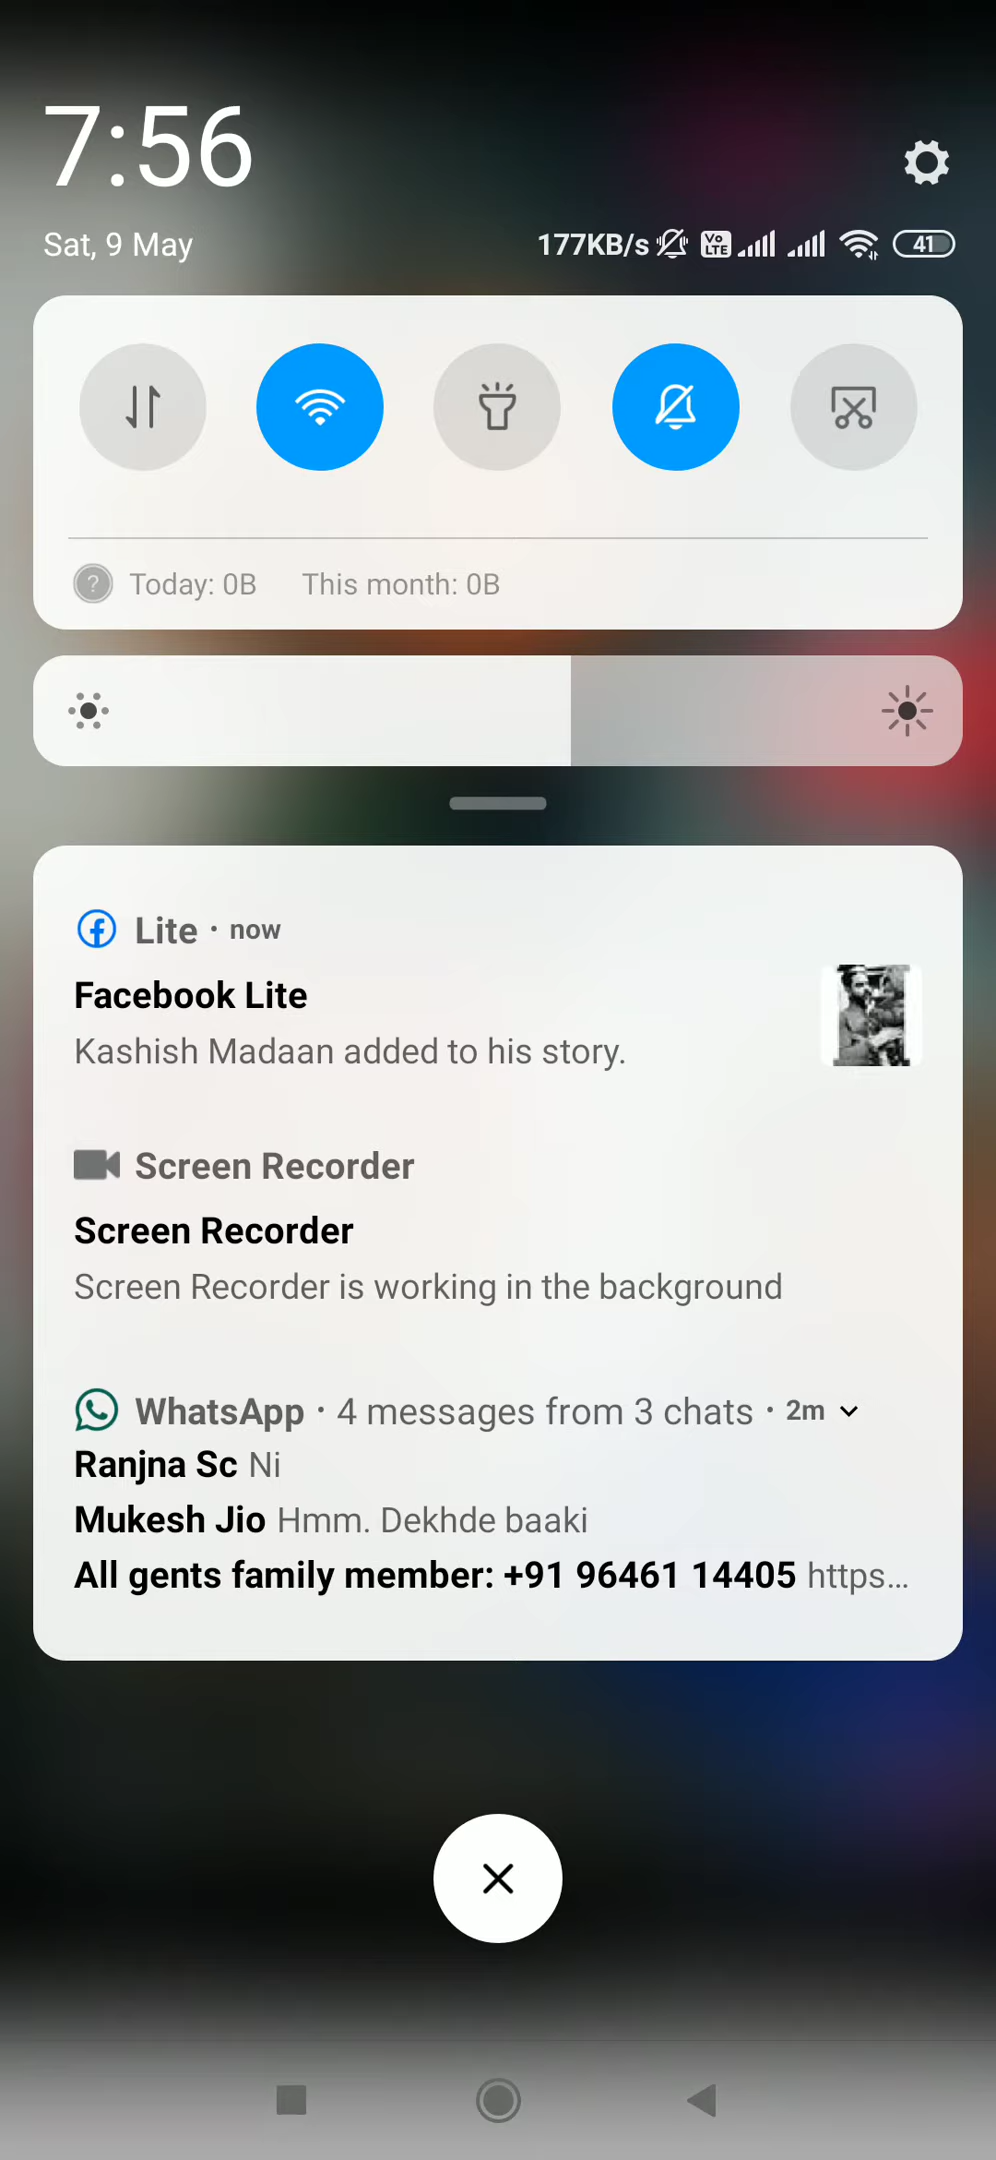 7:56
Sat, 9 May
177KB/s Vo LTE 41
? Today: 0B This month: 0B
Lite · now
Facebook Lite
Kashish Madaan added to his story.
Screen Recorder
Screen Recorder
Screen Recorder is working in the background
WhatsApp · 4 messages from 3 chats · 2m
Ranjna Sc Ni
Mukesh Jio Hmm. Dekhde baaki
All gents family member: +91 96461 14405 https...